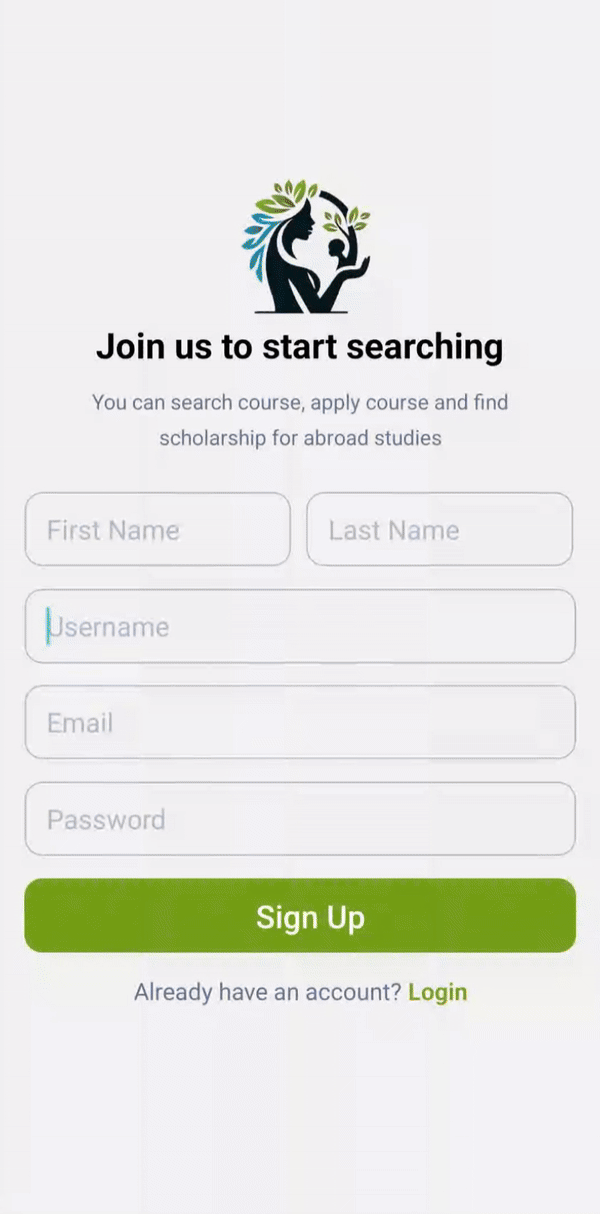 Join us to start searching
You can search course, apply course and find
scholarship for abroad studies
First Name
Last Name
Username
Email
Password
Sign Up
Already have an account? Login